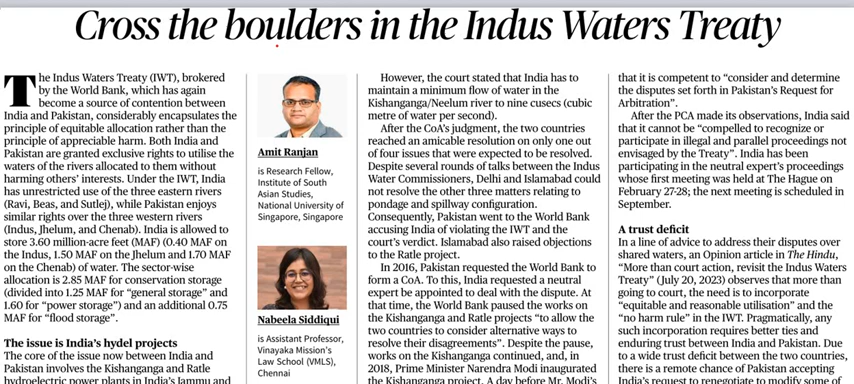 Cross the boulders in the Indus Waters Treaty
The Indus Waters Treaty (IWT), brokered
by the World Bank, which has again
become a source of contention between
India and Pakistan, considerably encapsulates the
principle of equitable allocation rather than the
principle of appreciable harm. Both India and
Pakistan are granted exclusive rights to utilise the
waters of the rivers allocated to them without
harming others’ interests. Under the IWT, India
has unrestricted use of the three eastern rivers
(Ravi, Beas, and Sutlej), while Pakistan enjoys
similar rights over the three western rivers
(Indus, Jhelum, and Chenab). India is allowed to
store 3.60 million-acre feet (MAF) (0.40 MAF on
the Indus, 1.50 MAF on the Jhelum and 1.70 MAF
on the Chenab) of water. The sector-wise
allocation is 2.85 MAF for conservation storage
(divided into 1.25 MAF for “general storage” and
1.60 for “power storage”) and an additional 0.75
MAF for “flood storage”.
The issue is India’s hydel projects
The core of the issue now between India and
Pakistan involves the Kishanganga and Ratle
hydroelectric power plants in India’s Jammu and
Amit Ranjan
is Research Fellow,
Institute of South
Asian Studies,
National University of
Singapore, Singapore
Nabeela Siddiqui
is Assistant Professor,
Vinayaka Mission’s
Law School (VMLS),
Chennai
However, the court stated that India has to
maintain a minimum flow of water in the
Kishanganga/Neelum river to nine cusecs (cubic
metre of water per second).
After the CoA’s judgment, the two countries
reached an amicable resolution on only one out
of four issues that were expected to be resolved.
Despite several rounds of talks between the Indus
Water Commissioners, Delhi and Islamabad could
not resolve the other three matters relating to
pondage and spillway configuration.
Consequently, Pakistan went to the World Bank
accusing India of violating the IWT and the
court’s verdict. Islamabad also raised objections
to the Ratle project.
In 2016, Pakistan requested the World Bank to
form a CoA. To this, India requested a neutral
expert be appointed to deal with the dispute. At
that time, the World Bank paused the works on
the Kishanganga and Ratle projects “to allow the
two countries to consider alternative ways to
resolve their disagreements”. Despite the pause,
works on the Kishanganga continued, and, in
2018, Prime Minister Narendra Modi inaugurated
the Kishanganga project. A day before Mr. Modi’s
that it is competent to “consider and determine
the disputes set forth in Pakistan’s Request for
Arbitration”.
After the PCA made its observations, India said
that it cannot be “compelled to recognize or
participate in illegal and parallel proceedings not
envisaged by the Treaty”. India has been
participating in the neutral expert’s proceedings
whose first meeting was held at The Hague on
February 27-28; the next meeting is scheduled in
September.
A trust deficit
In a line of advice to address their disputes over
shared waters, an Opinion article in The Hindu,
“More than court action, revisit the Indus Waters
Treaty” (July 20, 2023) observes that more than
going to court, the need is to incorporate
“equitable and reasonable utilisation” and the
“no harm rule” in the IWT. Pragmatically, any
such incorporation requires better ties and
enduring trust between India and Pakistan. Due
to a wide trust deficit between the two countries,
there is a remote chance of Pakistan accepting
India’s request to renegotiate to modify some of